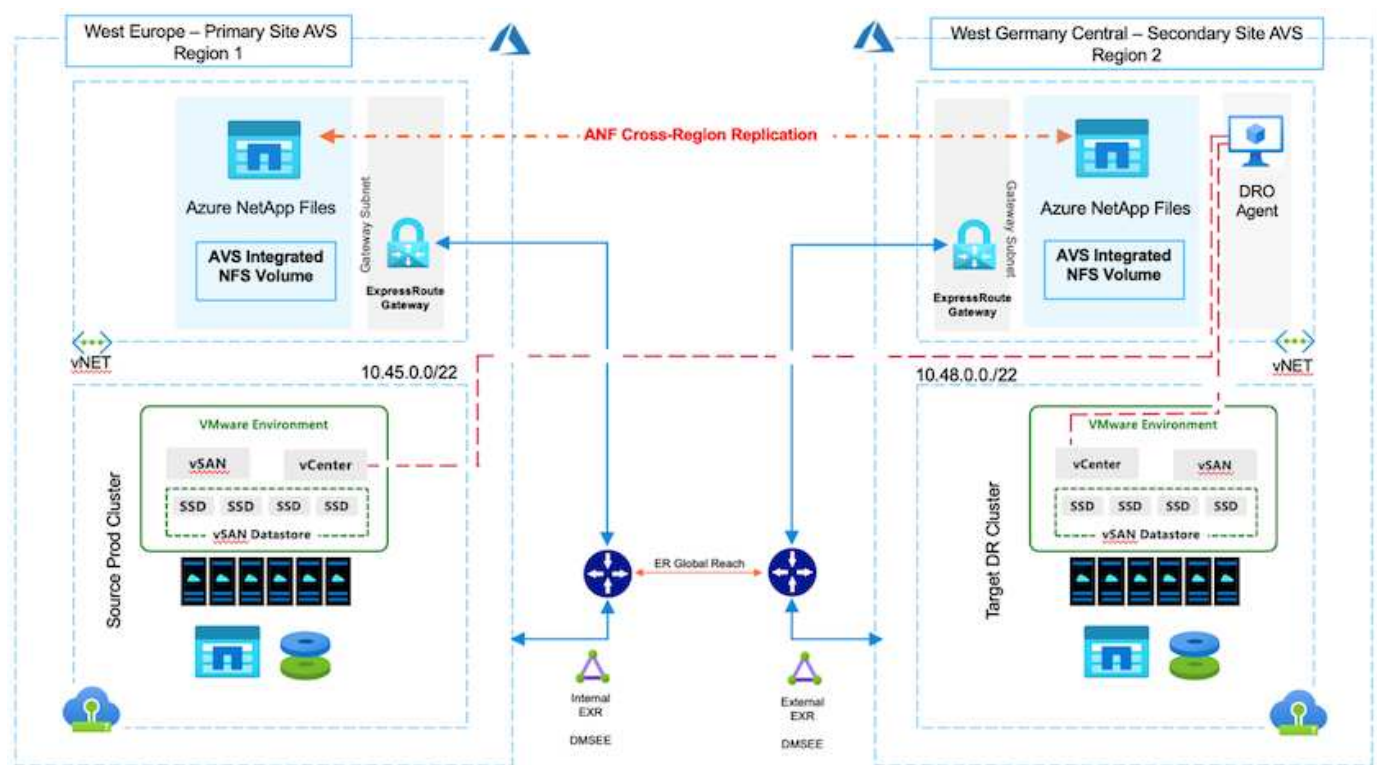 West Europe – Primary Site AVS
Region 1
West Germany Central – Secondary Site AVS
Region 2
ANF Cross-Region Replication
Azure NetApp Files
AVS Integrated
NFS Volume
Gateway Subnet
ExpressRoute
Gateway
Gateway Subnet
ExpressRoute
Gateway
Azure NetApp Files
AVS Integrated
NFS Volume
DRO
Agent
vNET
vNET
10.45.0.0/22
10.48.0.0./22
Source Prod Cluster
VMware Environment
vSAN
vCenter
SSD SSD SSD SSD
vSAN Datastore
ER Global Reach
Internal
EXR
DMSEE
External
EXR
DMSEE
Target DR Cluster
VMware Environment
vCenter
vSAN
SSD SSD SSD SSD
vSAN Datastore